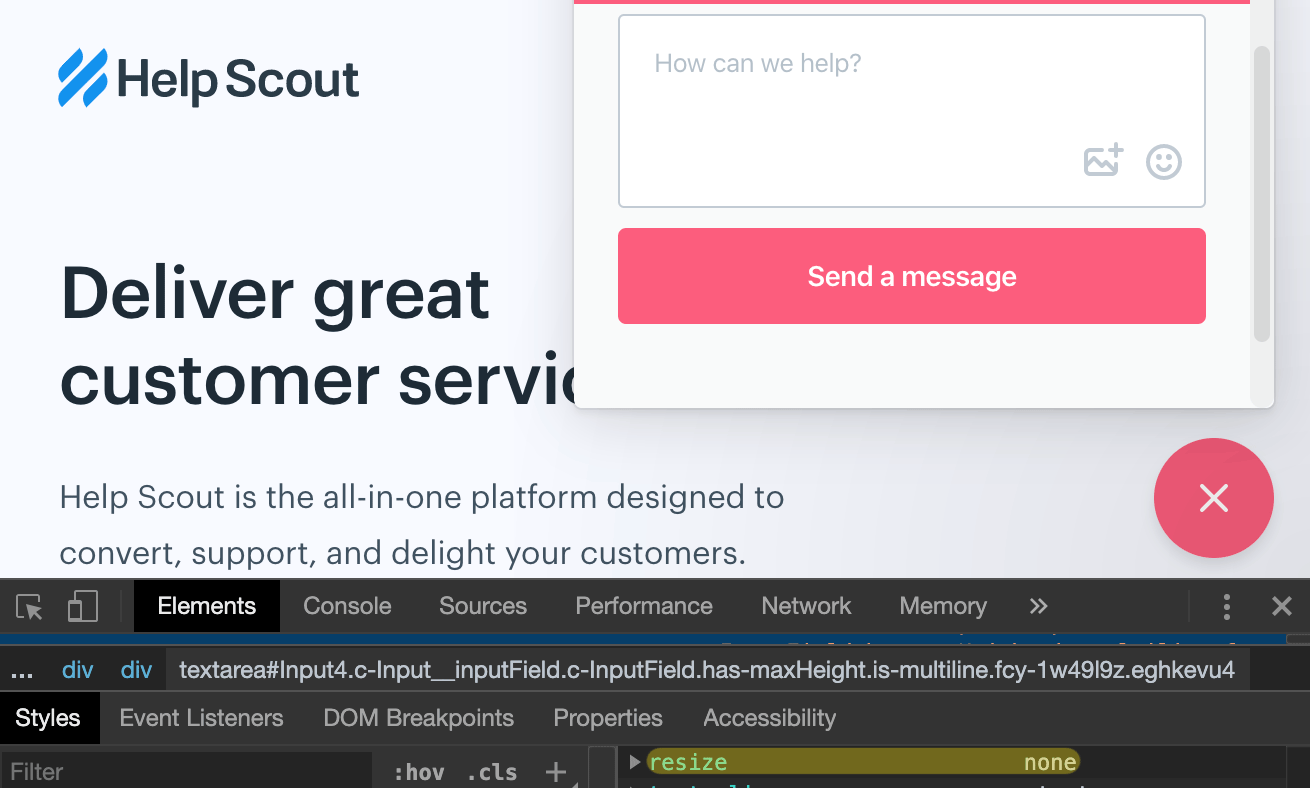 Help Scout
How can we help?
Send a message
Deliver great
customer servic
Help Scout is the all-in-one platform designed to
convert, support, and delight your customers.
Elements Console Sources Performance Network Memory »
... div div textarea#Input4.c-Input__inputField.c-InputField.has-maxHeight.is-multiline.fcy-1w49l9z.eghkevu4
Styles Event Listeners DOM Breakpoints Properties Accessibility
Filter :hov .cls +
resize none